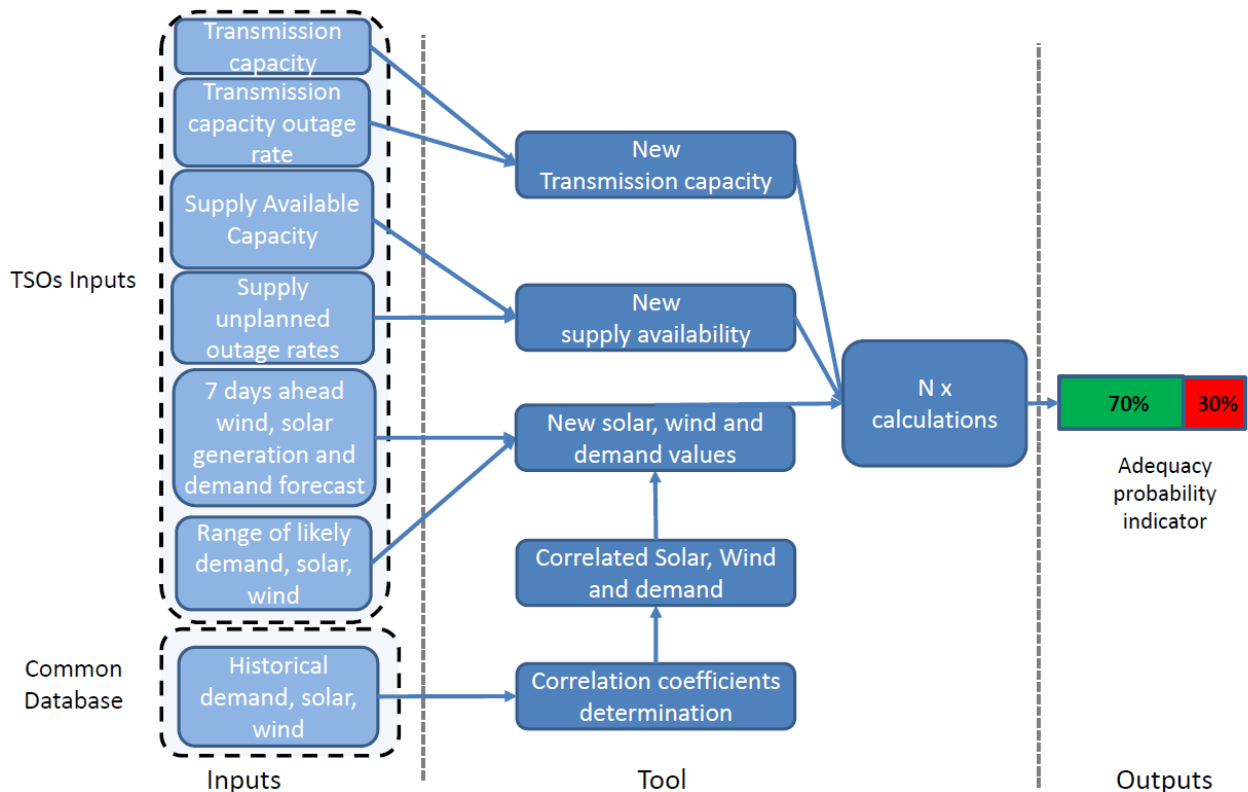 Transmission
capacity
Transmission
capacity outage
rate
Supply Available
Capacity
TSOs Inputs
Supply
unplanned
outage rates
7 days ahead
wind, solar
generation and
demand forecast
Range of likely
demand, solar,
wind
Common
Database
Historical
demand, solar,
wind
Inputs
New
Transmission capacity
New
supply availability
New solar, wind and
demand values
Correlated Solar, Wind
and demand
Correlation coefficients
determination
N x
calculations
Tool
70%
30%
Adequacy
probability
indicator
Outputs